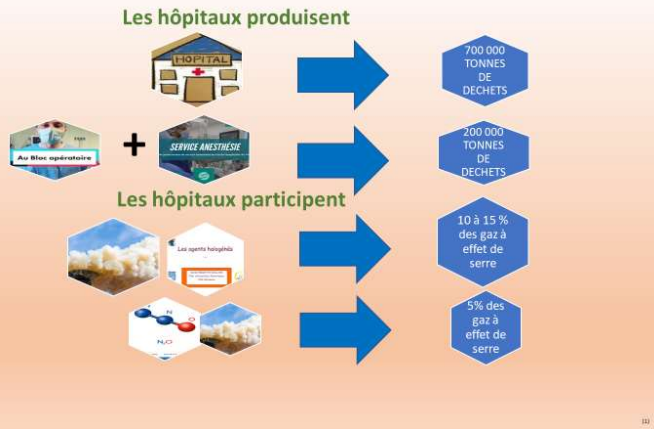 Les hôpitaux produisent
HOPITAL
700 000
TONNES
DE
DECHETS
Au Bloc opératoire
+
SERVICE ANESTHÉSIE
200 000
TONNES
DE
DECHETS
Les hôpitaux participent
Les agents halogénés
10 à 15 %
des gaz à
effet de
serre
N
O
N₂O
5% des
gaz à
effet de
serre
(1)